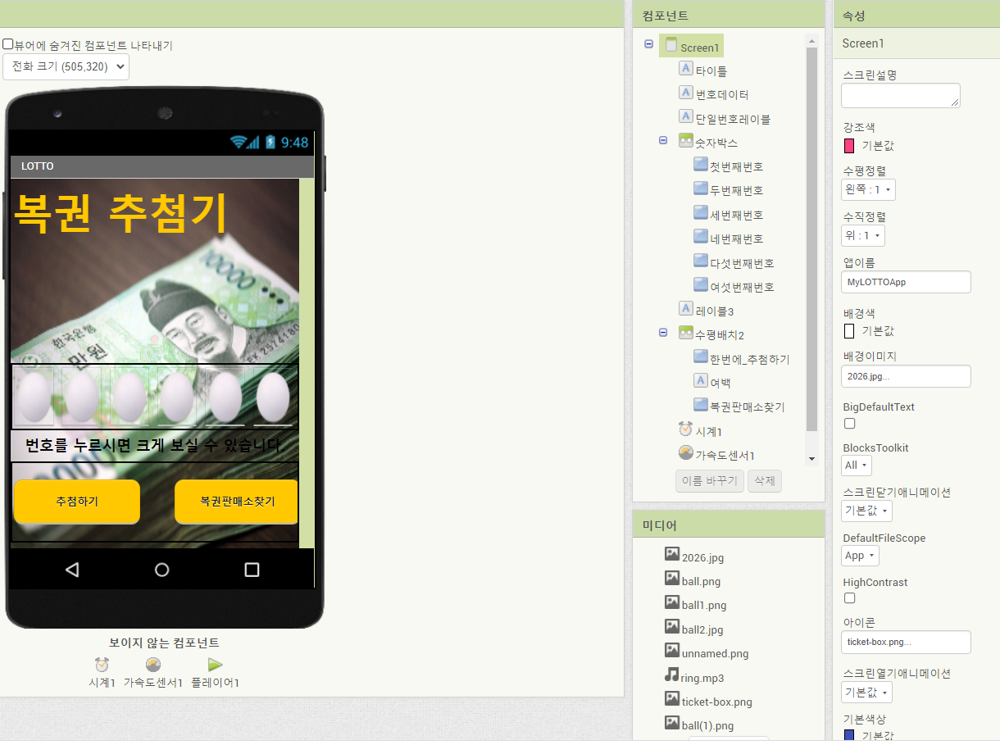 뷰어에 숨겨진 컴포넌트 나타내기
전화 크기 (505,320)
9:48
LOTTO
복권 추첨기
10000
한국은행
만원
번호를 누르시면 크게 보실 수 있습니다.
추첨하기
복권판매소찾기
보이지 않는 컴포넌트
시계1
가속도센서1
플레이어1
컴포넌트
Screen1
타이틀
번호데이터
단일번호레이블
숫자박스
첫번째번호
두번째번호
세번째번호
네번째번호
다섯번째번호
여섯번째번호
레이블3
수평배치2
한번에_추첨하기
여백
복권판매소찾기
시계1
가속도센서1
이름 바꾸기
삭제
미디어
2026.jpg
ball.png
ball1.png
ball2.jpg
unnamed.png
ring.mp3
ticket-box.png
ball(1).png
속성
Screen1
스크린설명
강조색
기본값
수평정렬
왼쪽 : 1
수직정렬
위 : 1
앱이름
MyLOTTOApp
배경색
기본값
배경이미지
2026.jpg...
BigDefaultText
BlocksToolkit
All
스크린닫기애니메이션
기본값
DefaultFileScope
App
HighContrast
아이콘
ticket-box.png...
스크린열기애니메이션
기본값
기본색상
기본값